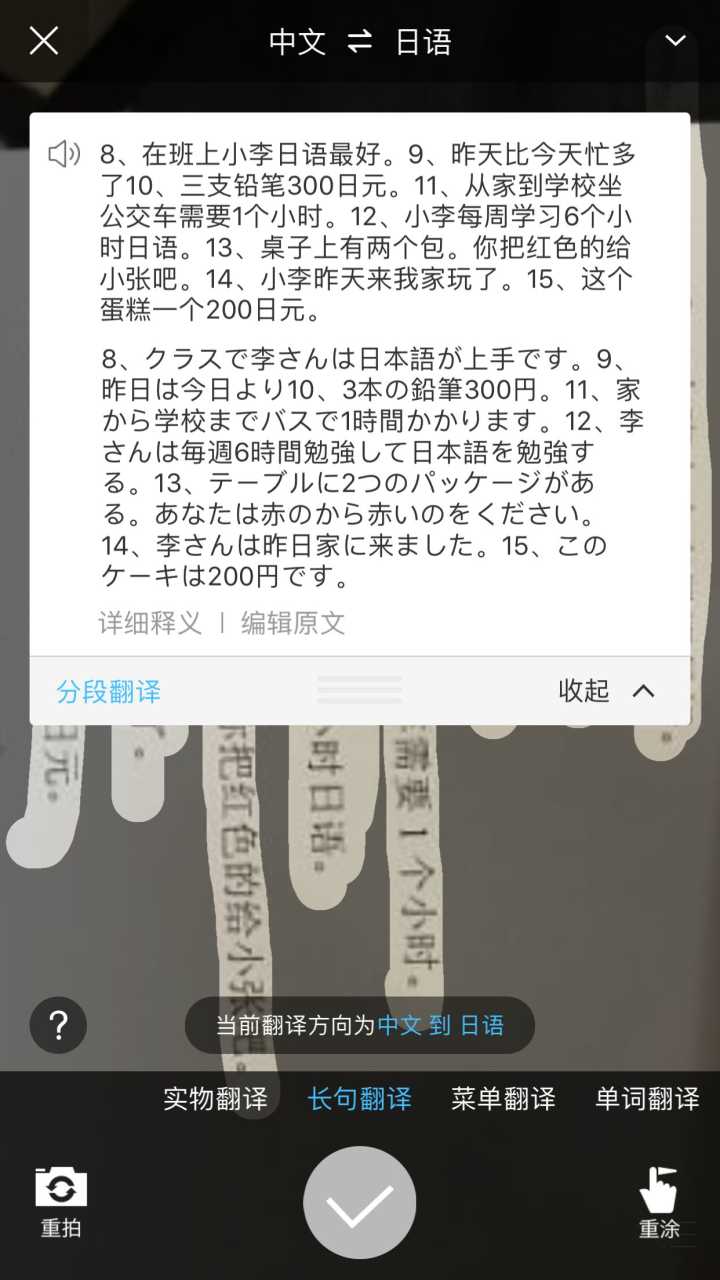 中文 ⇌ 日语
8、在班上小李日语最好。9、昨天比今天忙多
了10、三支铅笔300日元。11、从家到学校坐
公交车需要1个小时。12、小李每周学习6个小
时日语。13、桌子上有两个包。你把红色的给
小张吧。14、小李昨天来我家玩了。15、这个
蛋糕一个200日元。
8、クラスで李さんは日本語が上手です。9、
昨日は今日より10、3本の鉛筆300円。11、家
から学校までバスで1時間かかります。12、李
さんは毎週6時間勉強して日本語を勉強す
る。13、テーブルに2つのパッケージがあ
る。あなたは赤のから赤いのをください。
14、李さんは昨日家に来ました。15、この
ケーキは200円です。
详细释义 | 编辑原文
分段翻译
收起
需要1个小时。
小时日语。
你把红色的给小张吧。
日元。
?
当前翻译方向为中文 到 日语
实物翻译
长句翻译
菜单翻译
单词翻译
重拍
重涂